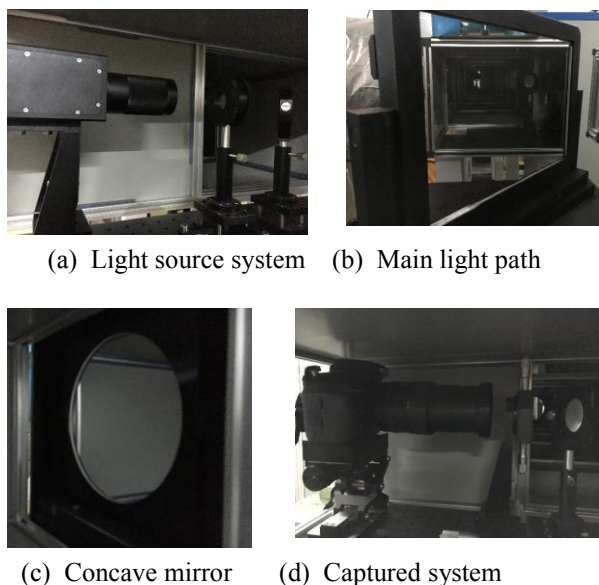 (a) Light source system (b) Main light path
(c) Concave mirror (d) Captured system